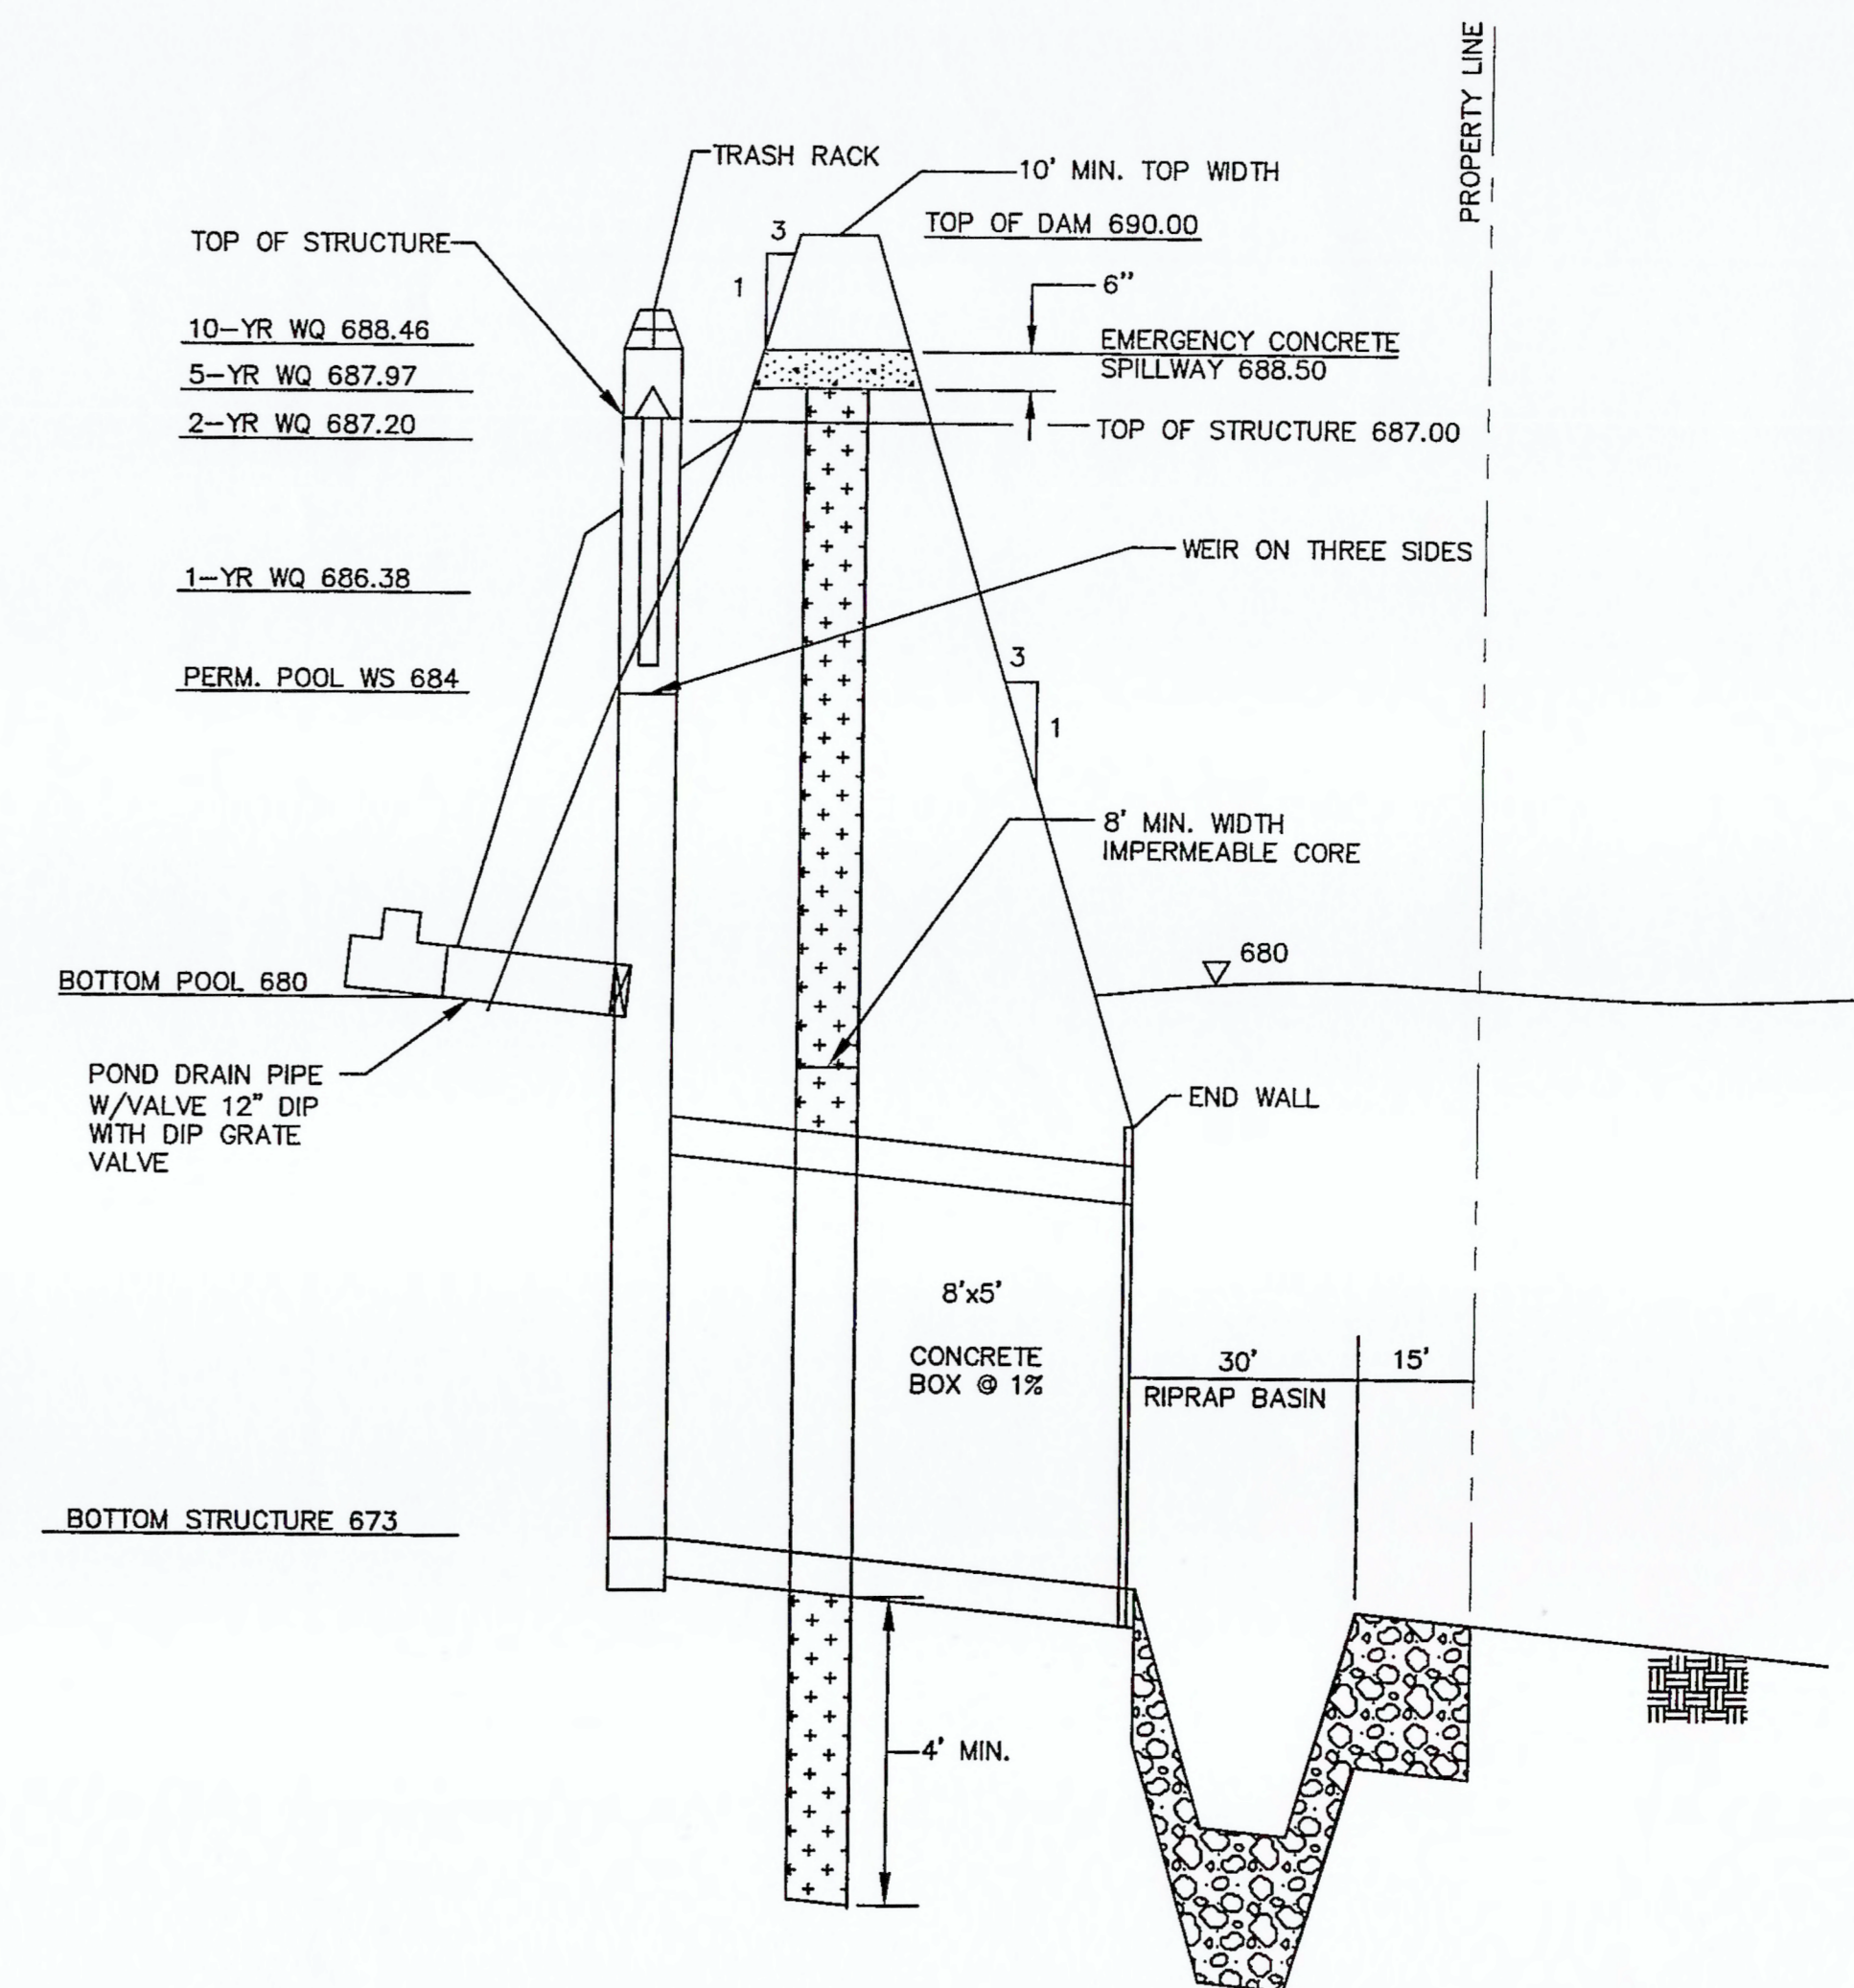 PROPERTY LINE
TRASH RACK
10' MIN. TOP WIDTH
TOP OF STRUCTURE
3
1
TOP OF DAM 690.00
6"
10-YR WQ 688.46
5-YR WQ 687.97
2-YR WQ 687.20
EMERGENCY CONCRETE
SPILLWAY 688.50
TOP OF STRUCTURE 687.00
WEIR ON THREE SIDES
1-YR WQ 686.38
PERM. POOL WS 684
3
1
8' MIN. WIDTH
IMPERMEABLE CORE
680
BOTTOM POOL 680
POND DRAIN PIPE
W/VALVE 12" DIP
WITH DIP GRATE
VALVE
END WALL
8'x5'
CONCRETE
BOX @ 1%
30'
15'
RIPRAP BASIN
BOTTOM STRUCTURE 673
4' MIN.